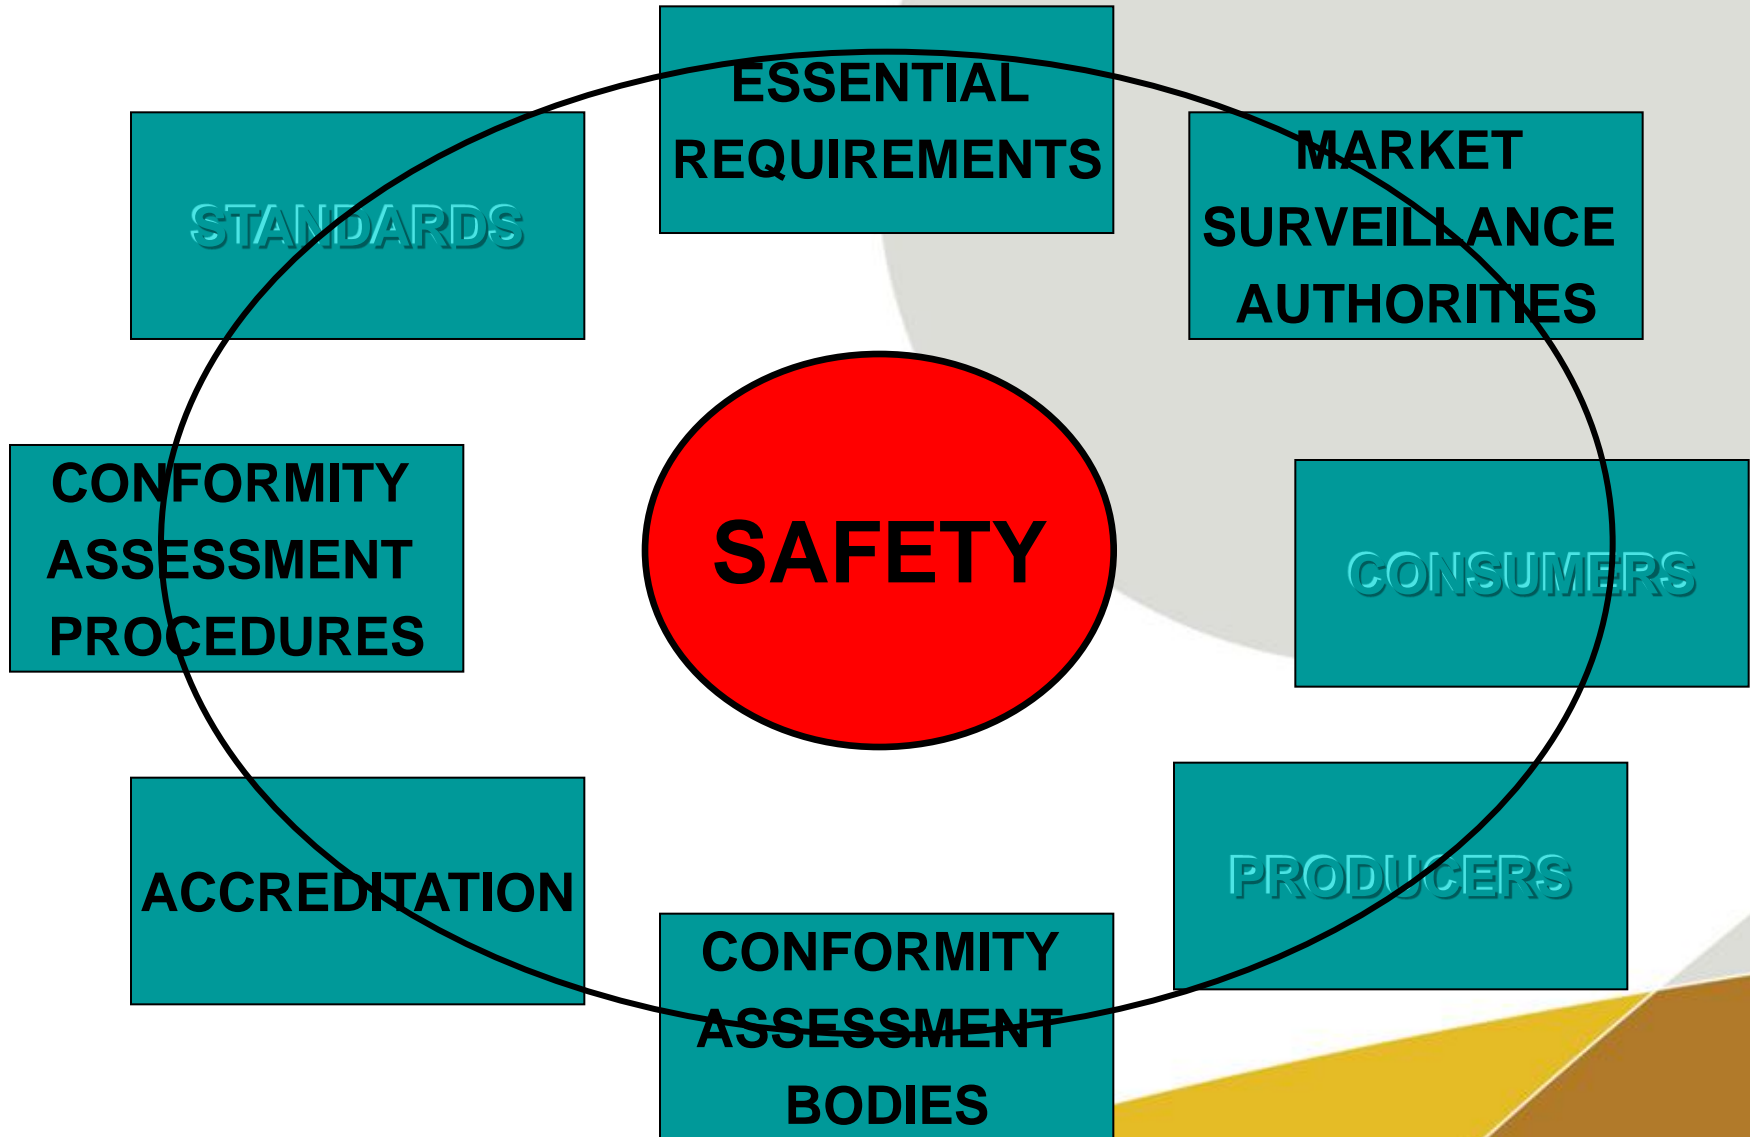 ESSENTIAL
REQUIREMENTS
MARKET
SURVEILLANCE
AUTHORITIES
STANDARDS
CONFORMITY
ASSESSMENT
PROCEDURES
SAFETY
CONSUMERS
ACCREDITATION
PRODUCERS
CONFORMITY
ASSESSMENT
BODIES